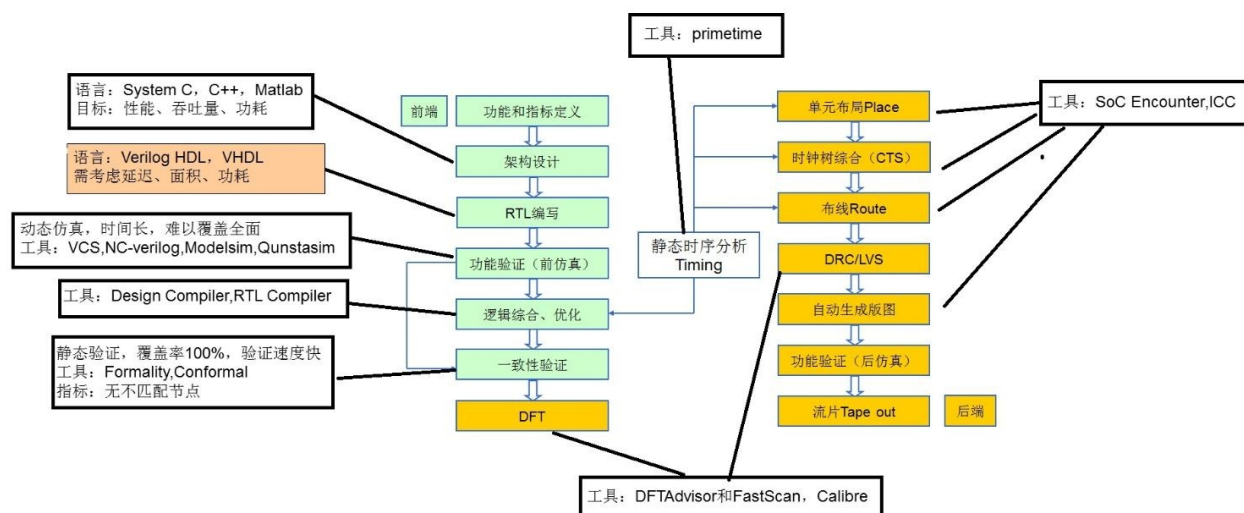 工具：primetime
语言：System C，C++，Matlab
目标：性能、吞吐量、功耗
前端
功能和指标定义
单元布局Place
工具：SoC Encounter,ICC
语言：Verilog HDL，VHDL
需考虑延迟、面积、功耗
架构设计
时钟树综合（CTS）
RTL编写
布线Route
动态仿真，时间长，难以覆盖全面
工具：VCS,NC-verilog,Modelsim,Qunstasim
功能验证（前仿真）
静态时序分析
Timing
DRC/LVS
工具：Design Compiler,RTL Compiler
逻辑综合、优化
自动生成版图
静态验证，覆盖率100%，验证速度快
工具：Formality,Conformal
指标：无不匹配节点
一致性验证
功能验证（后仿真）
DFT
流片Tape out
后端
工具：DFTAdvisor和FastScan，Calibre